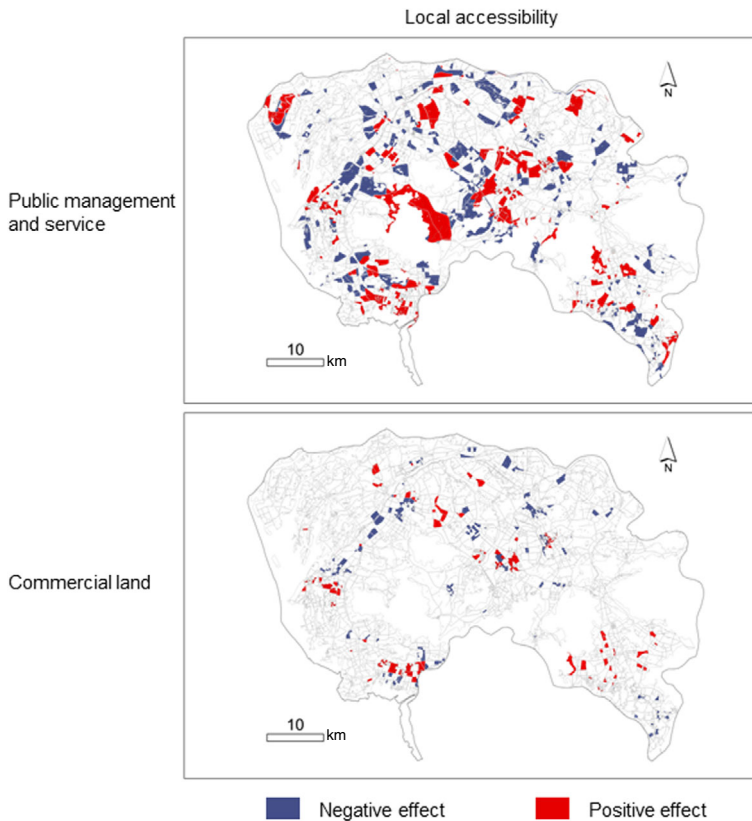 Local accessibility
N
Public management
and service
10
km
N
Commercial land
10
km
Negative effect
Positive effect